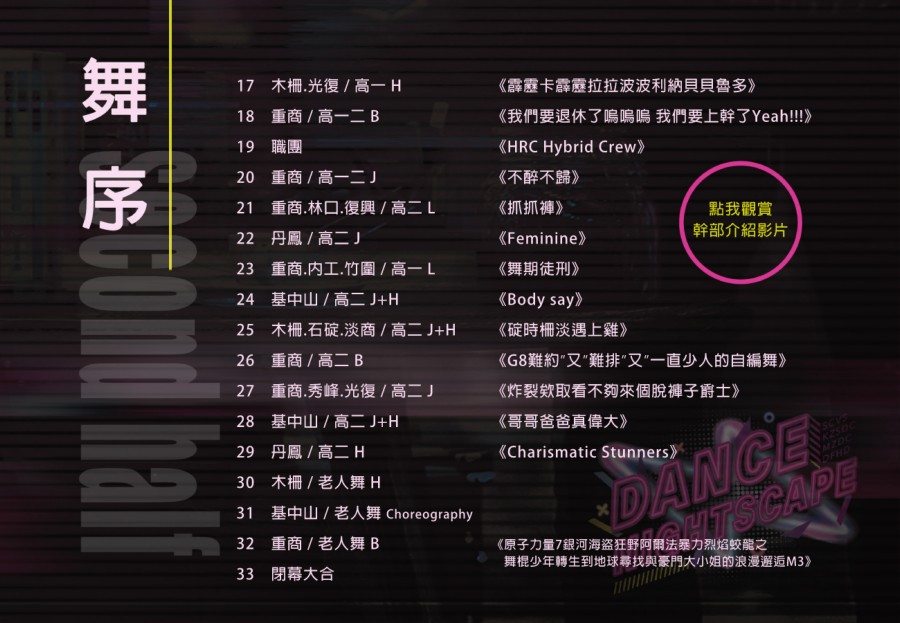 舞序
second half
17 木柵.光復 / 高一 H 《霹靂卡霹靂拉拉波波利納貝貝魯多》
18 重商 / 高一二 B 《我們要退休了嗚嗚嗚 我們要上幹了Yeah!!!》
19 職團 《HRC Hybrid Crew》
20 重商 / 高一二 J 《不醉不歸》
21 重商.林口.復興 / 高二 L 《抓抓褲》
22 丹鳳 / 高二 J 《Feminine》
23 重商.內工.竹圍 / 高一 L 《舞期徒刑》
24 基中山 / 高二 J+H 《Body say》
25 木柵.石碇.淡商 / 高二 J+H 《碇時柵淡遇上雞》
26 重商 / 高二 B 《G8難約"又"難排"又"一直少人的自編舞》
27 重商.秀峰.光復 / 高二 J 《炸裂欸取看不夠來個脫褲子爵士》
28 基中山 / 高二 J+H 《哥哥爸爸真偉大》
29 丹鳳 / 高二 H 《Charismatic Stunners》
30 木柵 / 老人舞 H
31 基中山 / 老人舞 Choreography
32 重商 / 老人舞 B 《原子力量7銀河海盜狂野阿爾法暴力烈焰蛟龍之
舞棍少年轉生到地球尋找與豪門大小姐的浪漫邂逅M3》
33 閉幕大合
點我觀賞
幹部介紹影片
DANCE
NIGHTSCAPE